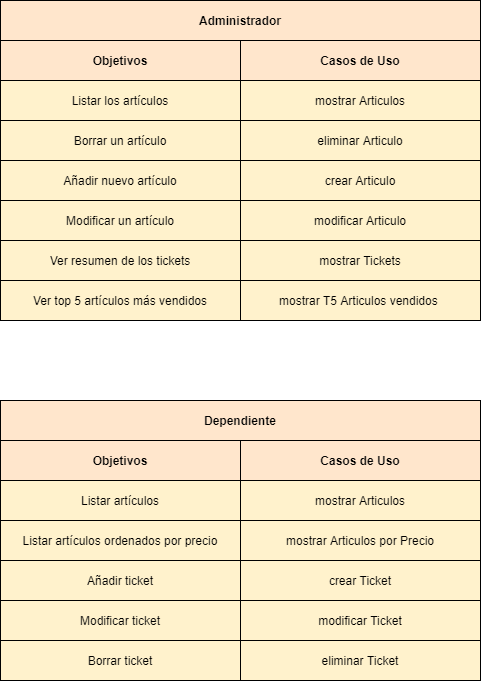 Administrador
Objetivos Casos de Uso
Listar los artículos mostrar Articulos
Borrar un artículo eliminar Articulo
Añadir nuevo artículo crear Articulo
Modificar un artículo modificar Articulo
Ver resumen de los tickets mostrar Tickets
Ver top 5 artículos más vendidos mostrar T5 Articulos vendidos
Dependiente
Objetivos Casos de Uso
Listar artículos mostrar Articulos
Listar artículos ordenados por precio mostrar Articulos por Precio
Añadir ticket crear Ticket
Modificar ticket modificar Ticket
Borrar ticket eliminar Ticket